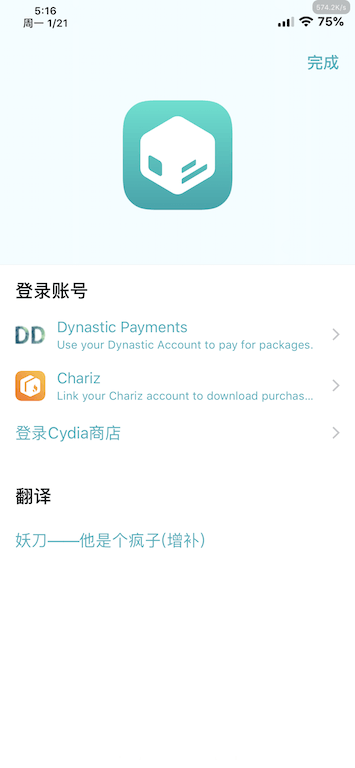 574.2K/s
5:16
周一 1/21
75%
完成
登录账号
DD
Dynastic Payments
Use your Dynastic Account to pay for packages.
Chariz
Link your Chariz account to download purchas...
登录Cydia商店
翻译
妖刀——他是个疯子(增补)